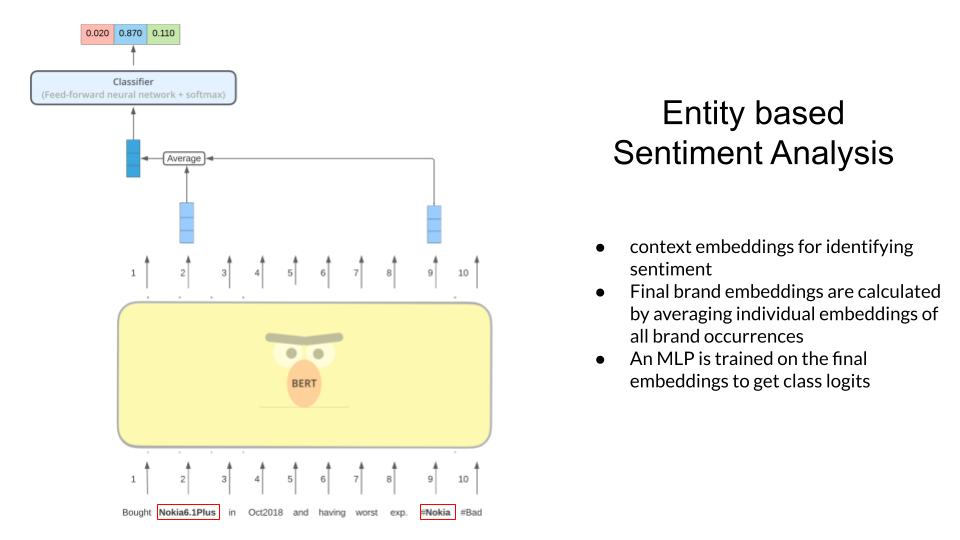 0.020 0.870 0.110
Classifier
(Feed-forward neural network + softmax)
Average
1 2 3 4 5 6 7 8 9 10
BERT
1 2 3 4 5 6 7 8 9 10
Bought Nokia6.1Plus in Oct2018 and having worst exp. #Nokia #Bad
Entity based
Sentiment Analysis
● context embeddings for identifying
sentiment
● Final brand embeddings are calculated
by averaging individual embeddings of
all brand occurrences
● An MLP is trained on the final
embeddings to get class logits